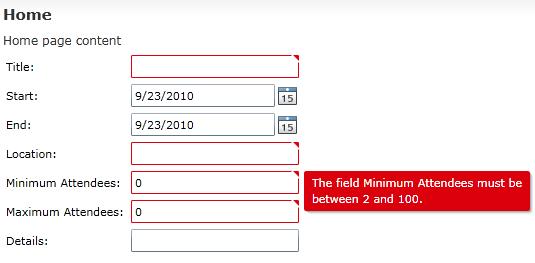 Home
Home page content
Title:
Start: 9/23/2010 15
End: 9/23/2010 15
Location:
Minimum Attendees: 0 The field Minimum Attendees must be
between 2 and 100.
Maximum Attendees: 0
Details: